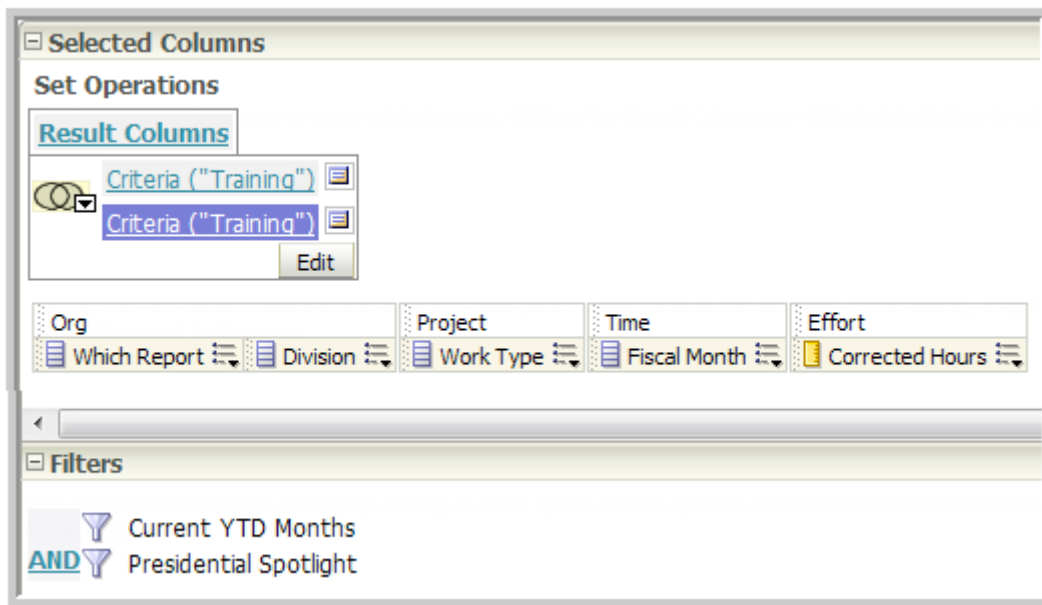 Selected Columns
Set Operations
Result Columns
Criteria ("Training")
Criteria ("Training")
Edit
Org Project Time Effort
Which Report Division Work Type Fiscal Month Corrected Hours
Filters
Current YTD Months
AND Presidential Spotlight